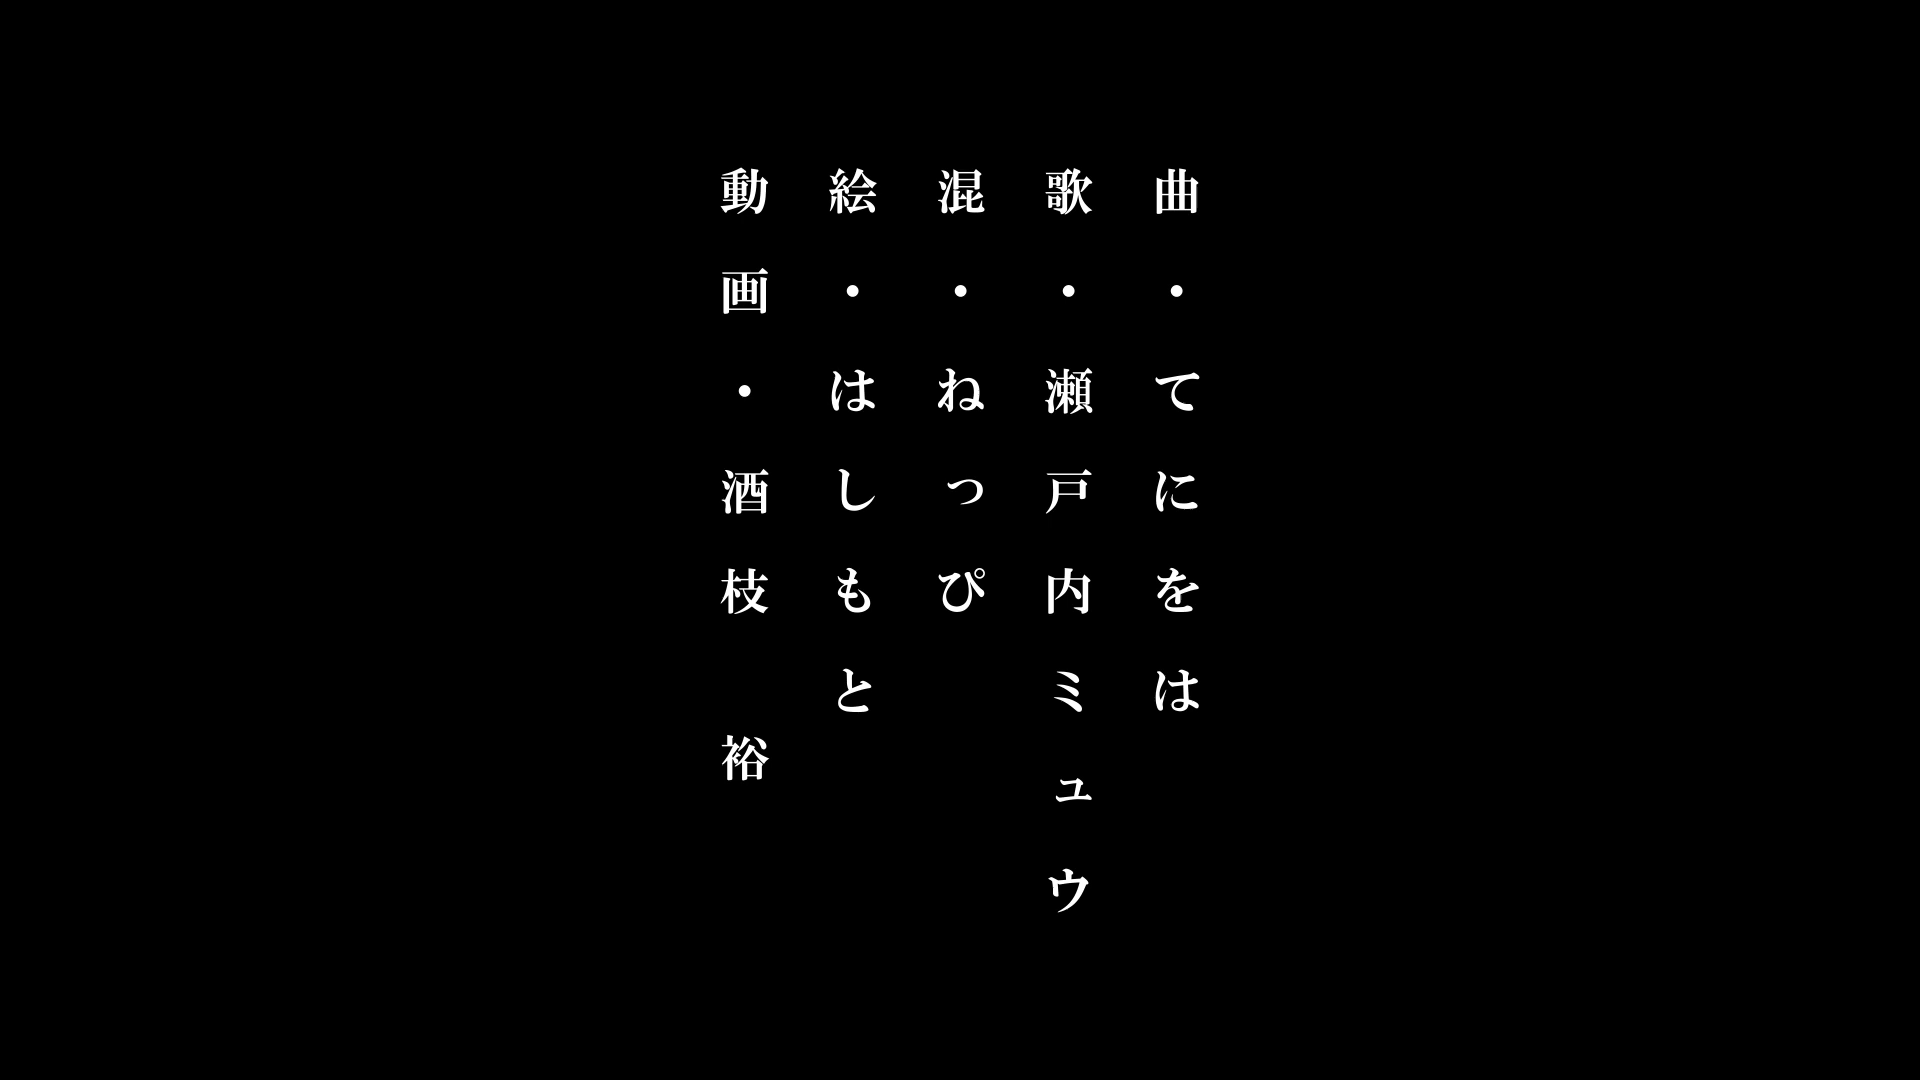 曲・てにをは
歌・瀬戸内ミュウ
混・ねっぴ
絵・はしもと
動画・酒枝 裕